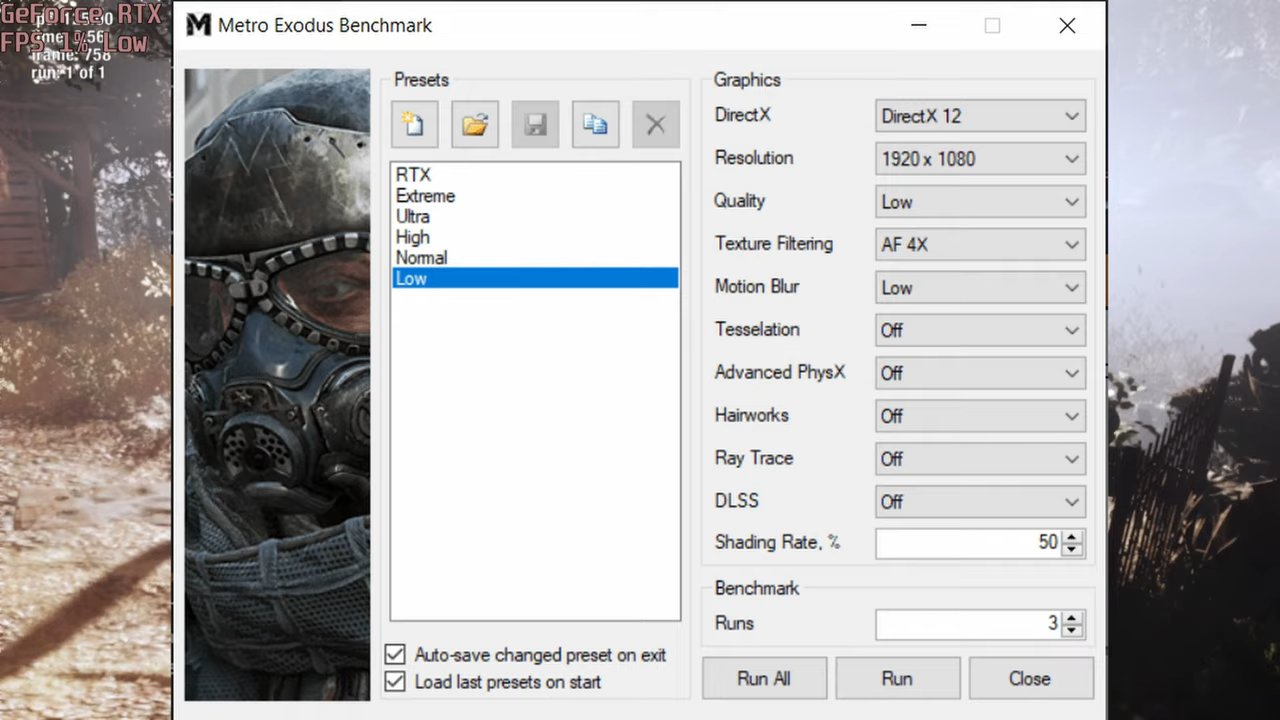 GeForce RTX
FPS 1% Low
frame: 758
run: 1 of 1
Metro Exodus Benchmark
Presets
RTX
Extreme
Ultra
High
Normal
Low
Auto-save changed preset on exit
Load last presets on start
Graphics
DirectX DirectX 12
Resolution 1920 x 1080
Quality Low
Texture Filtering AF 4X
Motion Blur Low
Tesselation Off
Advanced PhysX Off
Hairworks Off
Ray Trace Off
DLSS Off
Shading Rate, % 50
Benchmark
Runs 3
Run All Run Close